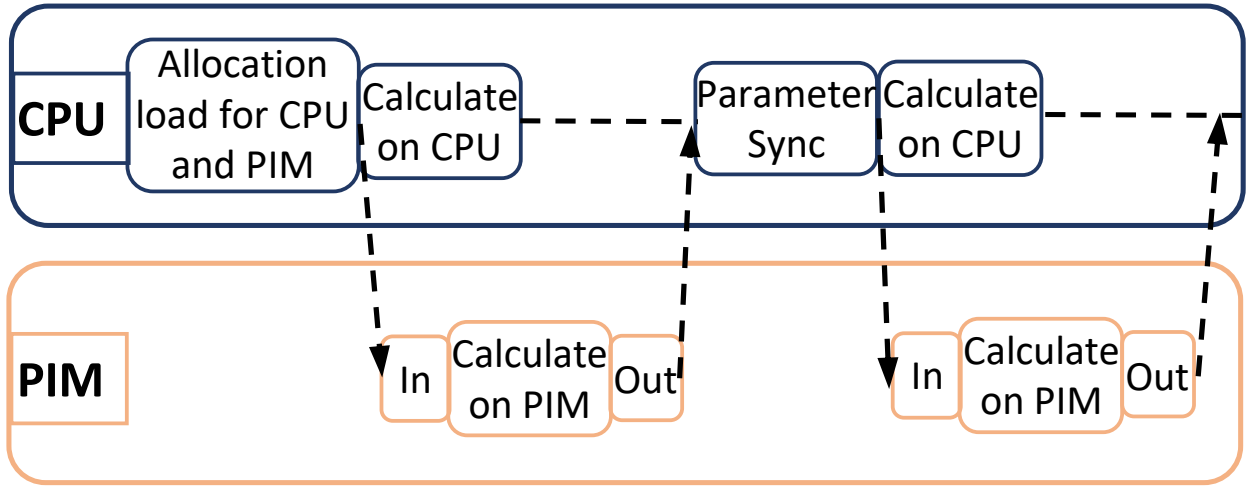 CPU
Allocation
load for CPU
and PIM
Calculate
on CPU
Parameter
Sync
Calculate
on CPU
PIM
In
Calculate
on PIM
Out
In
Calculate
on PIM
Out